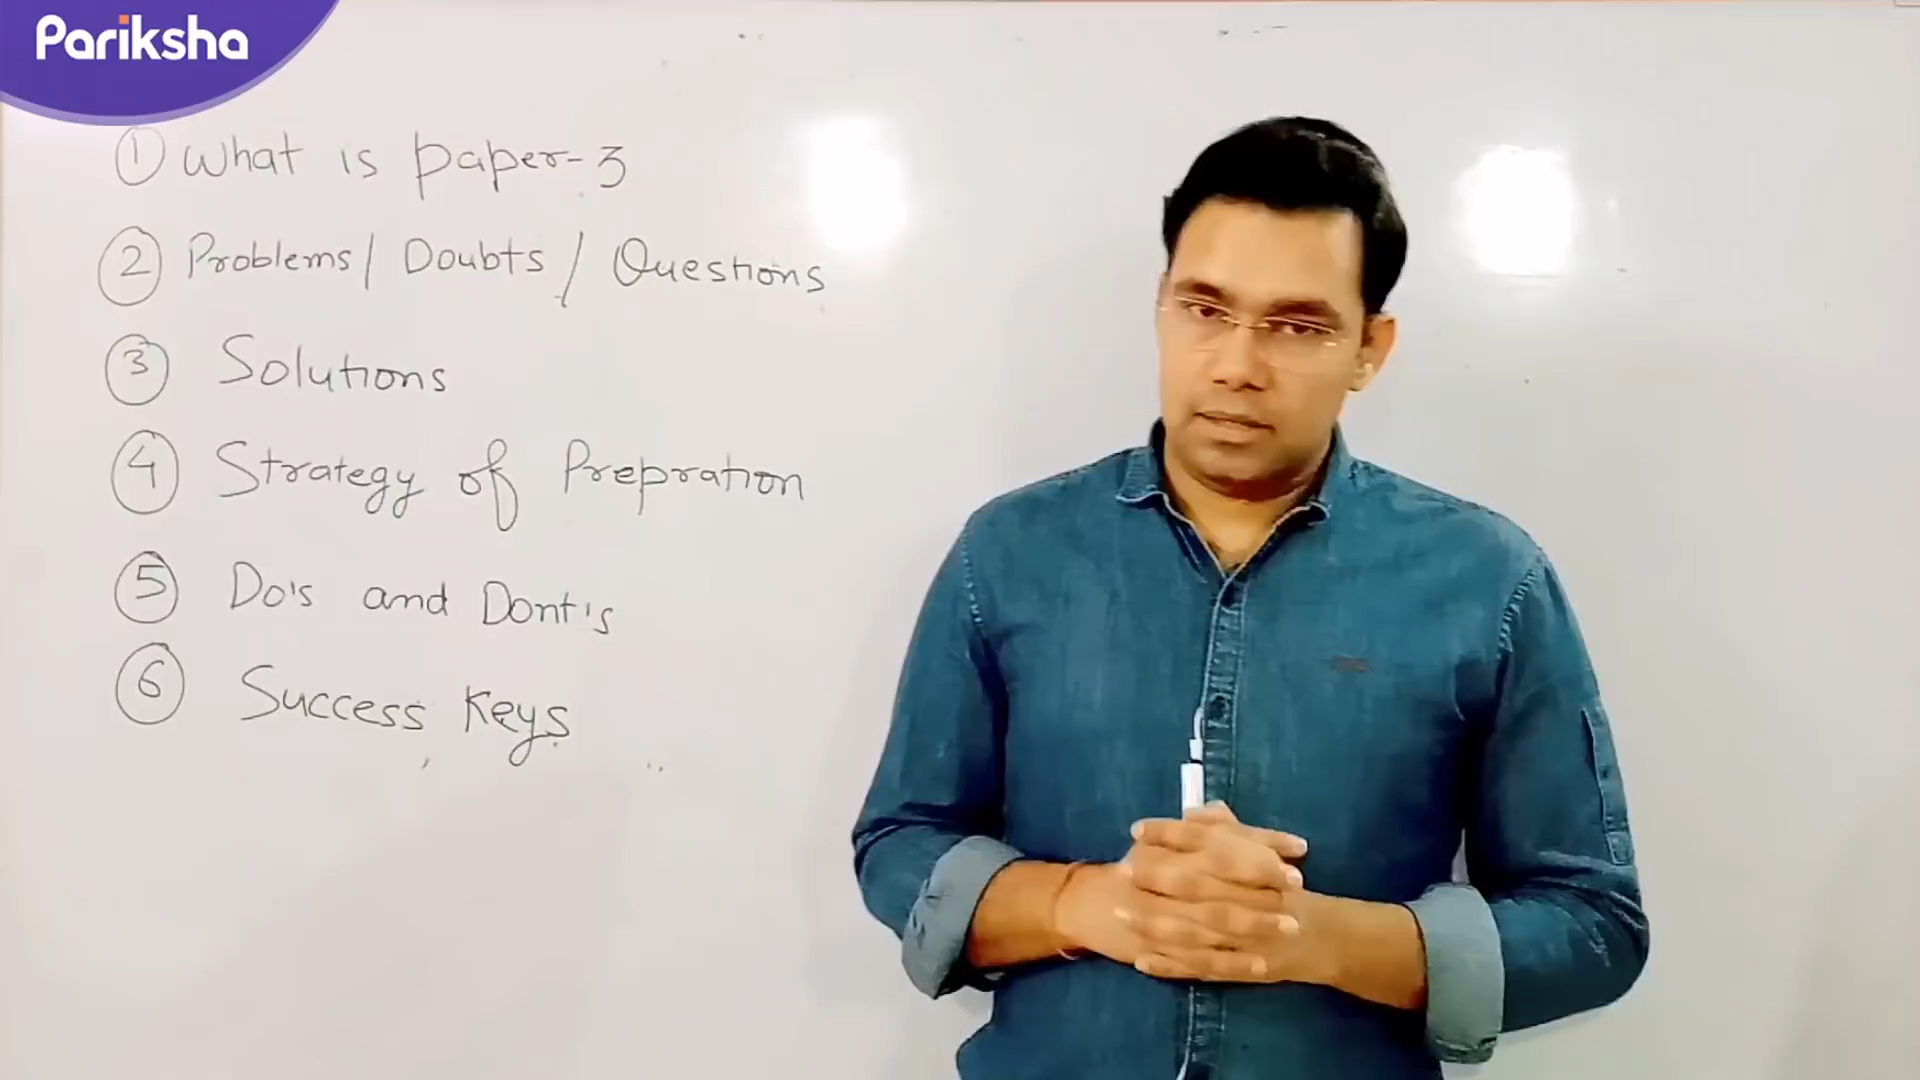 Pariksha
1 What is paper-3
2 Problems / Doubts / Questions
3 Solutions
4 Strategy of Prepration
5 Do's and Dont's
6 Success Keys